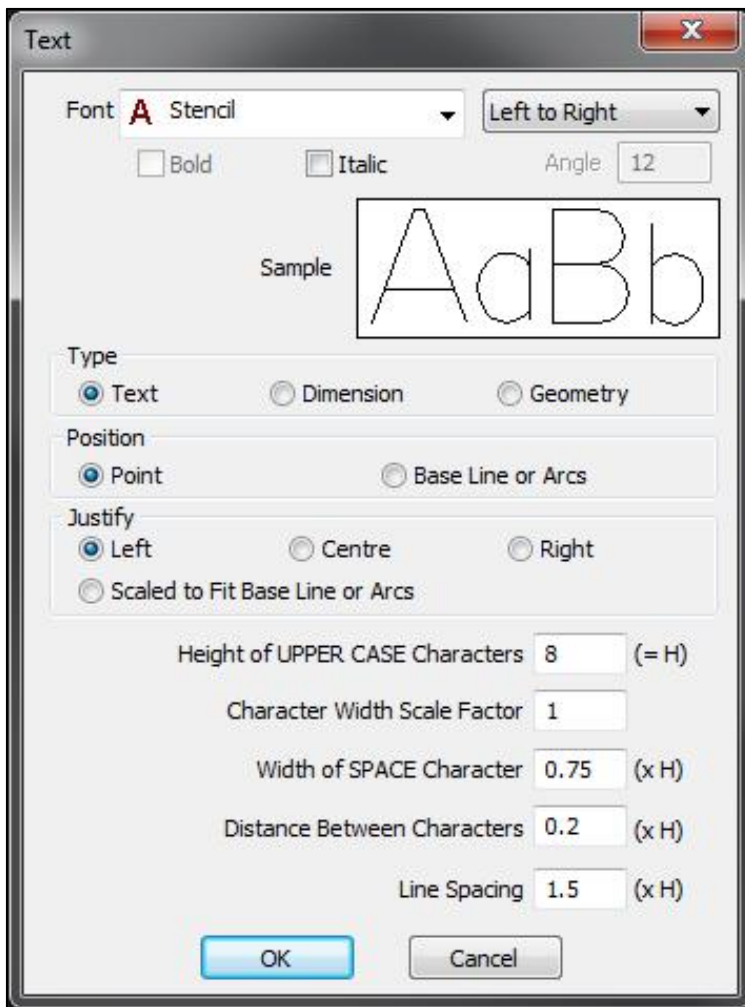 Text
Font A Stencil Left to Right
Bold Italic Angle 12
Sample AaBb
Type
Text Dimension Geometry
Position
Point Base Line or Arcs
Justify
Left Centre Right
Scaled to Fit Base Line or Arcs
Height of UPPER CASE Characters 8 (= H)
Character Width Scale Factor 1
Width of SPACE Character 0.75 (x H)
Distance Between Characters 0.2 (x H)
Line Spacing 1.5 (x H)
OK Cancel